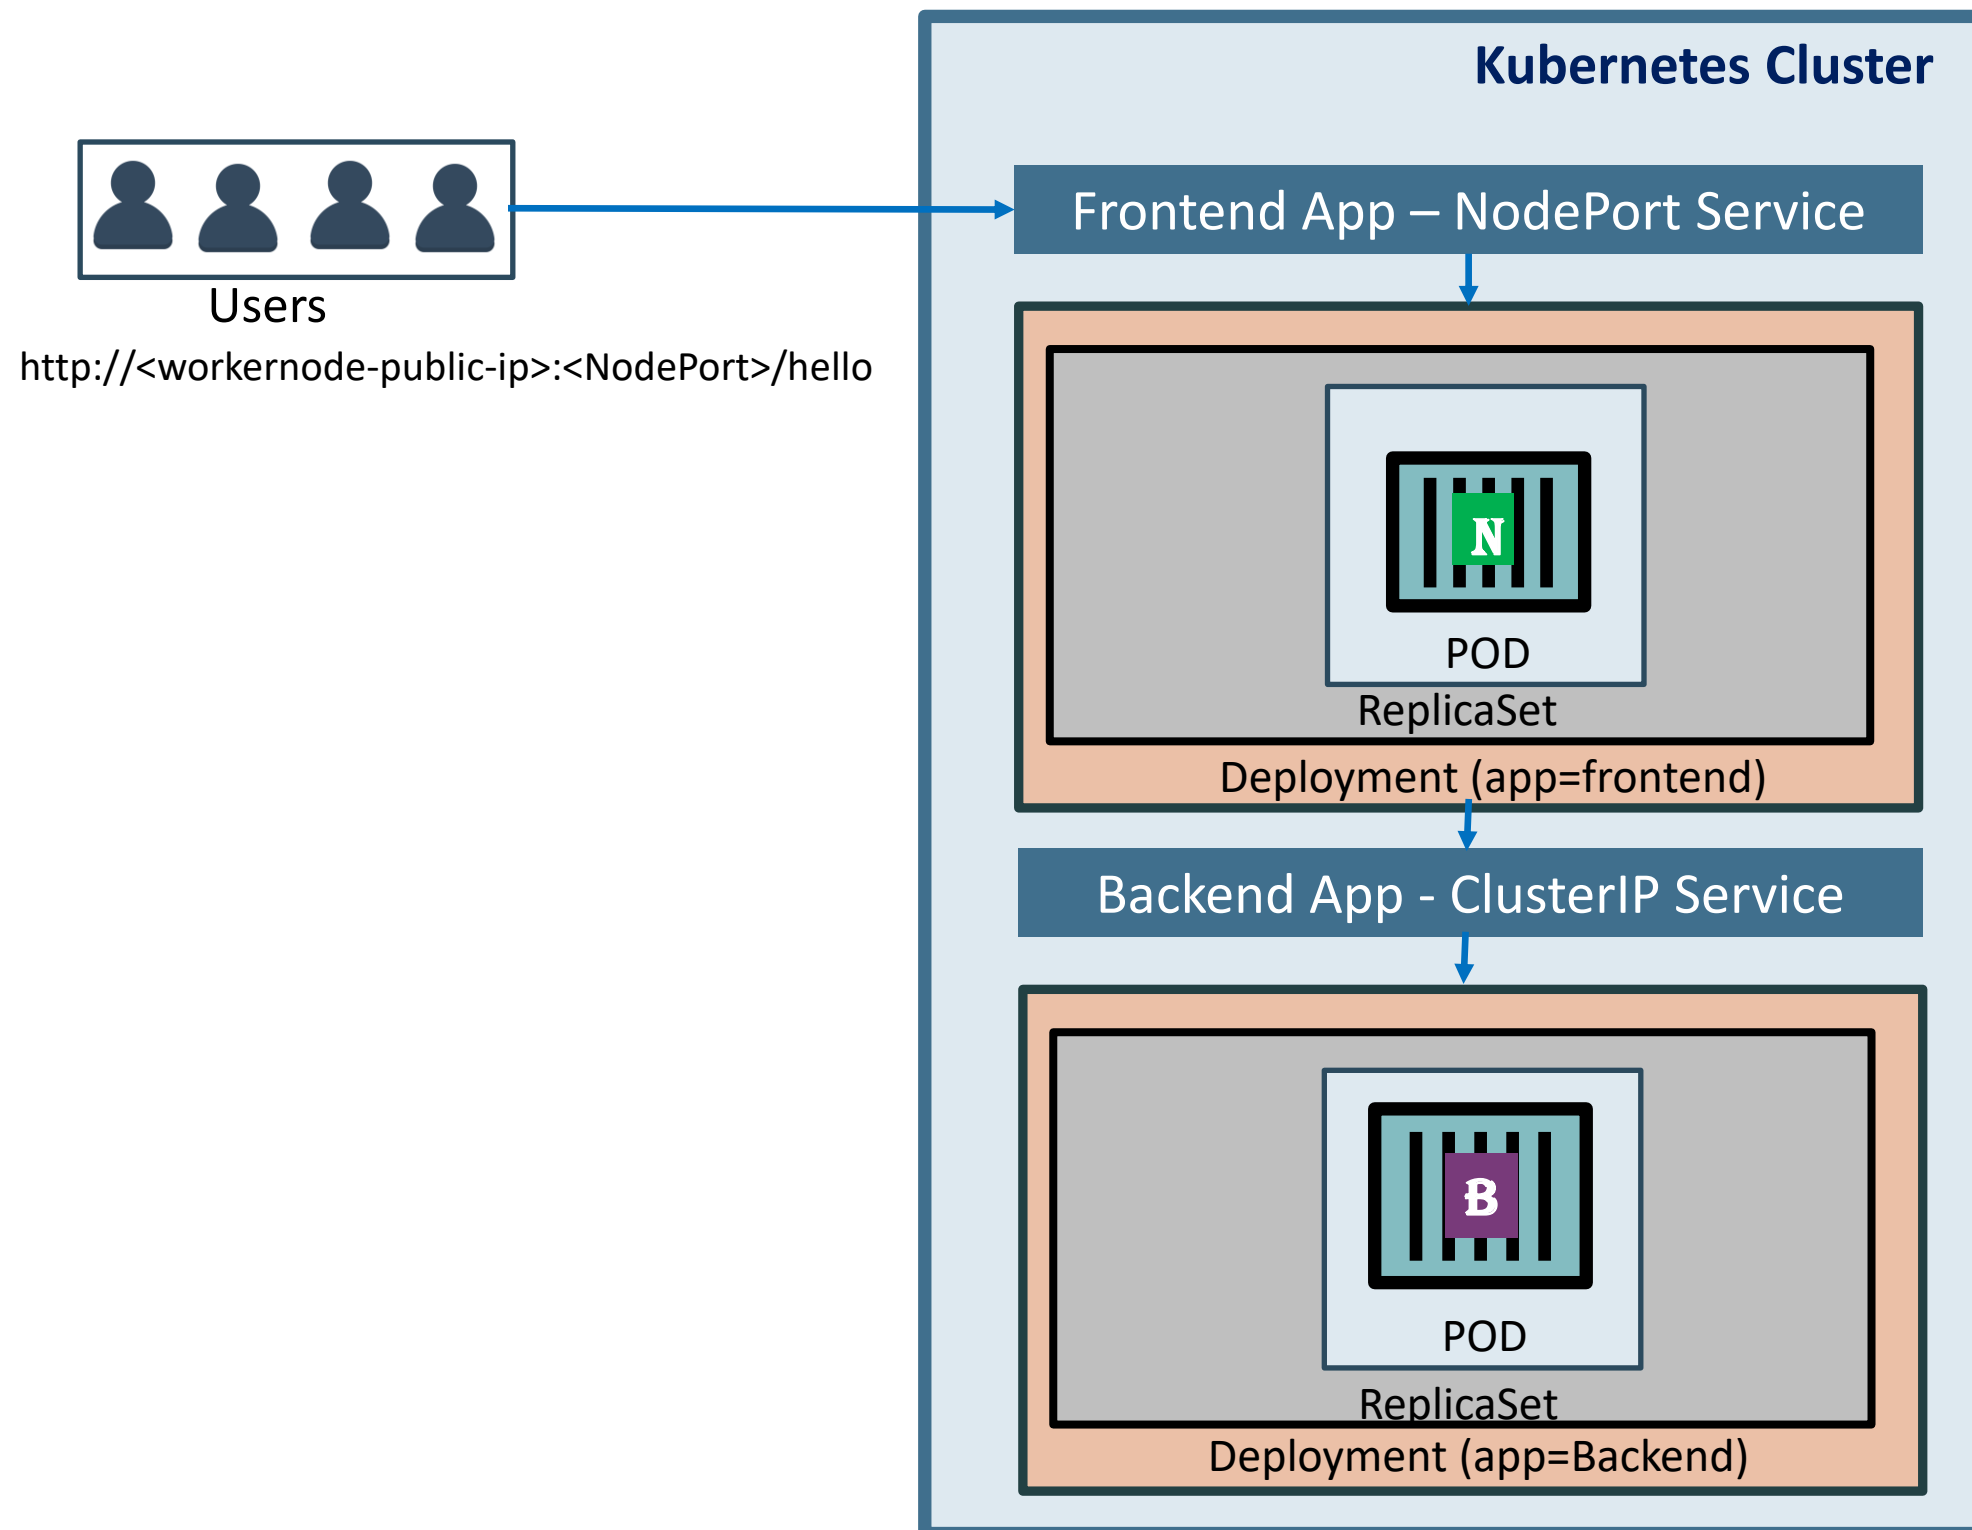 Kubernetes Cluster
Users
http://<workernode-public-ip>:<NodePort>/hello
Frontend App – NodePort Service
N
POD
ReplicaSet
Deployment (app=frontend)
Backend App - ClusterIP Service
B
POD
ReplicaSet
Deployment (app=Backend)